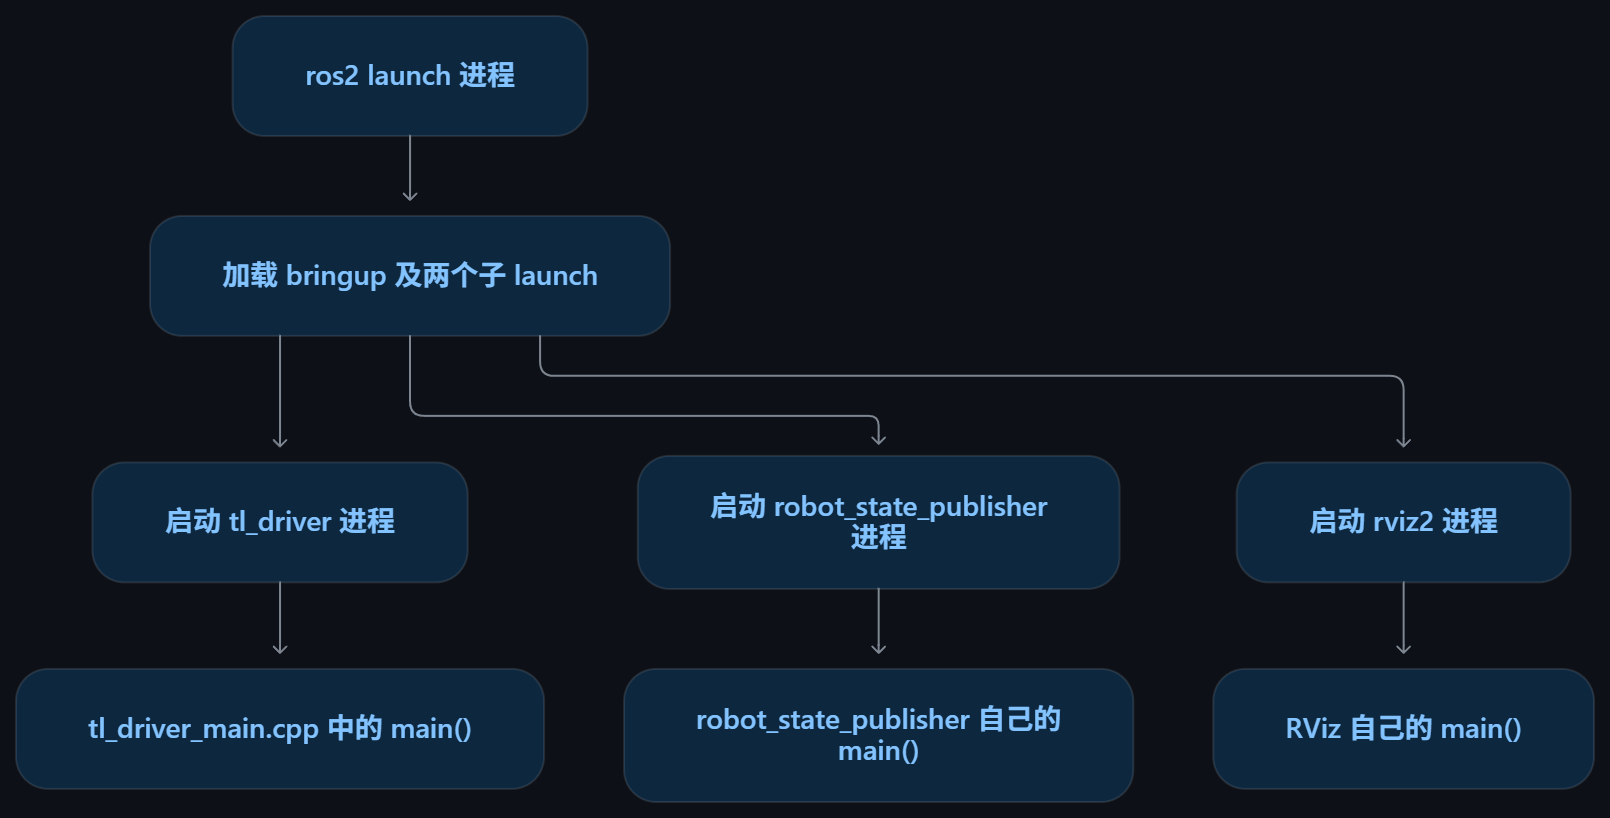 ros2 launch 进程
加载 bringup 及两个子 launch
启动 tl_driver 进程
启动 robot_state_publisher
进程
启动 rviz2 进程
tl_driver_main.cpp 中的 main()
robot_state_publisher 自己的
main()
RViz 自己的 main()